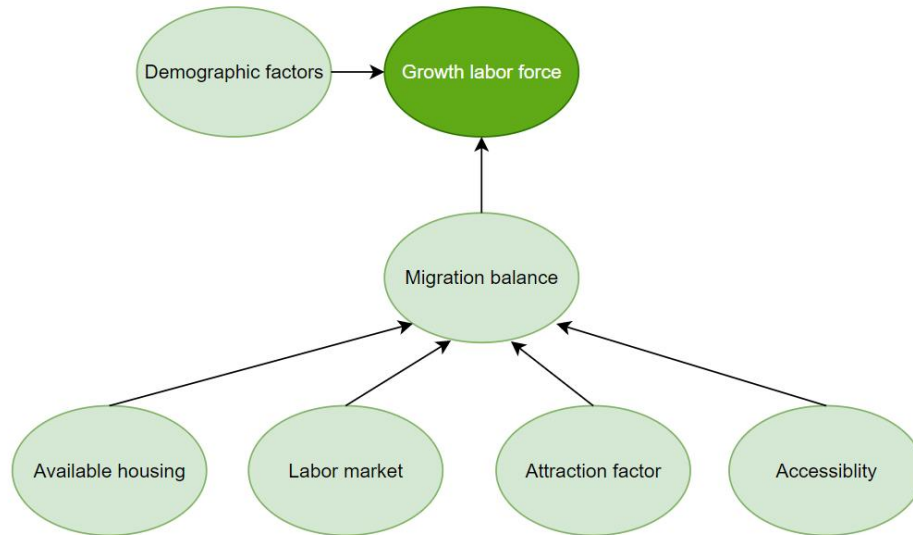 Demographic factors
Growth labor force
Migration balance
Available housing
Labor market
Attraction factor
Accessiblity